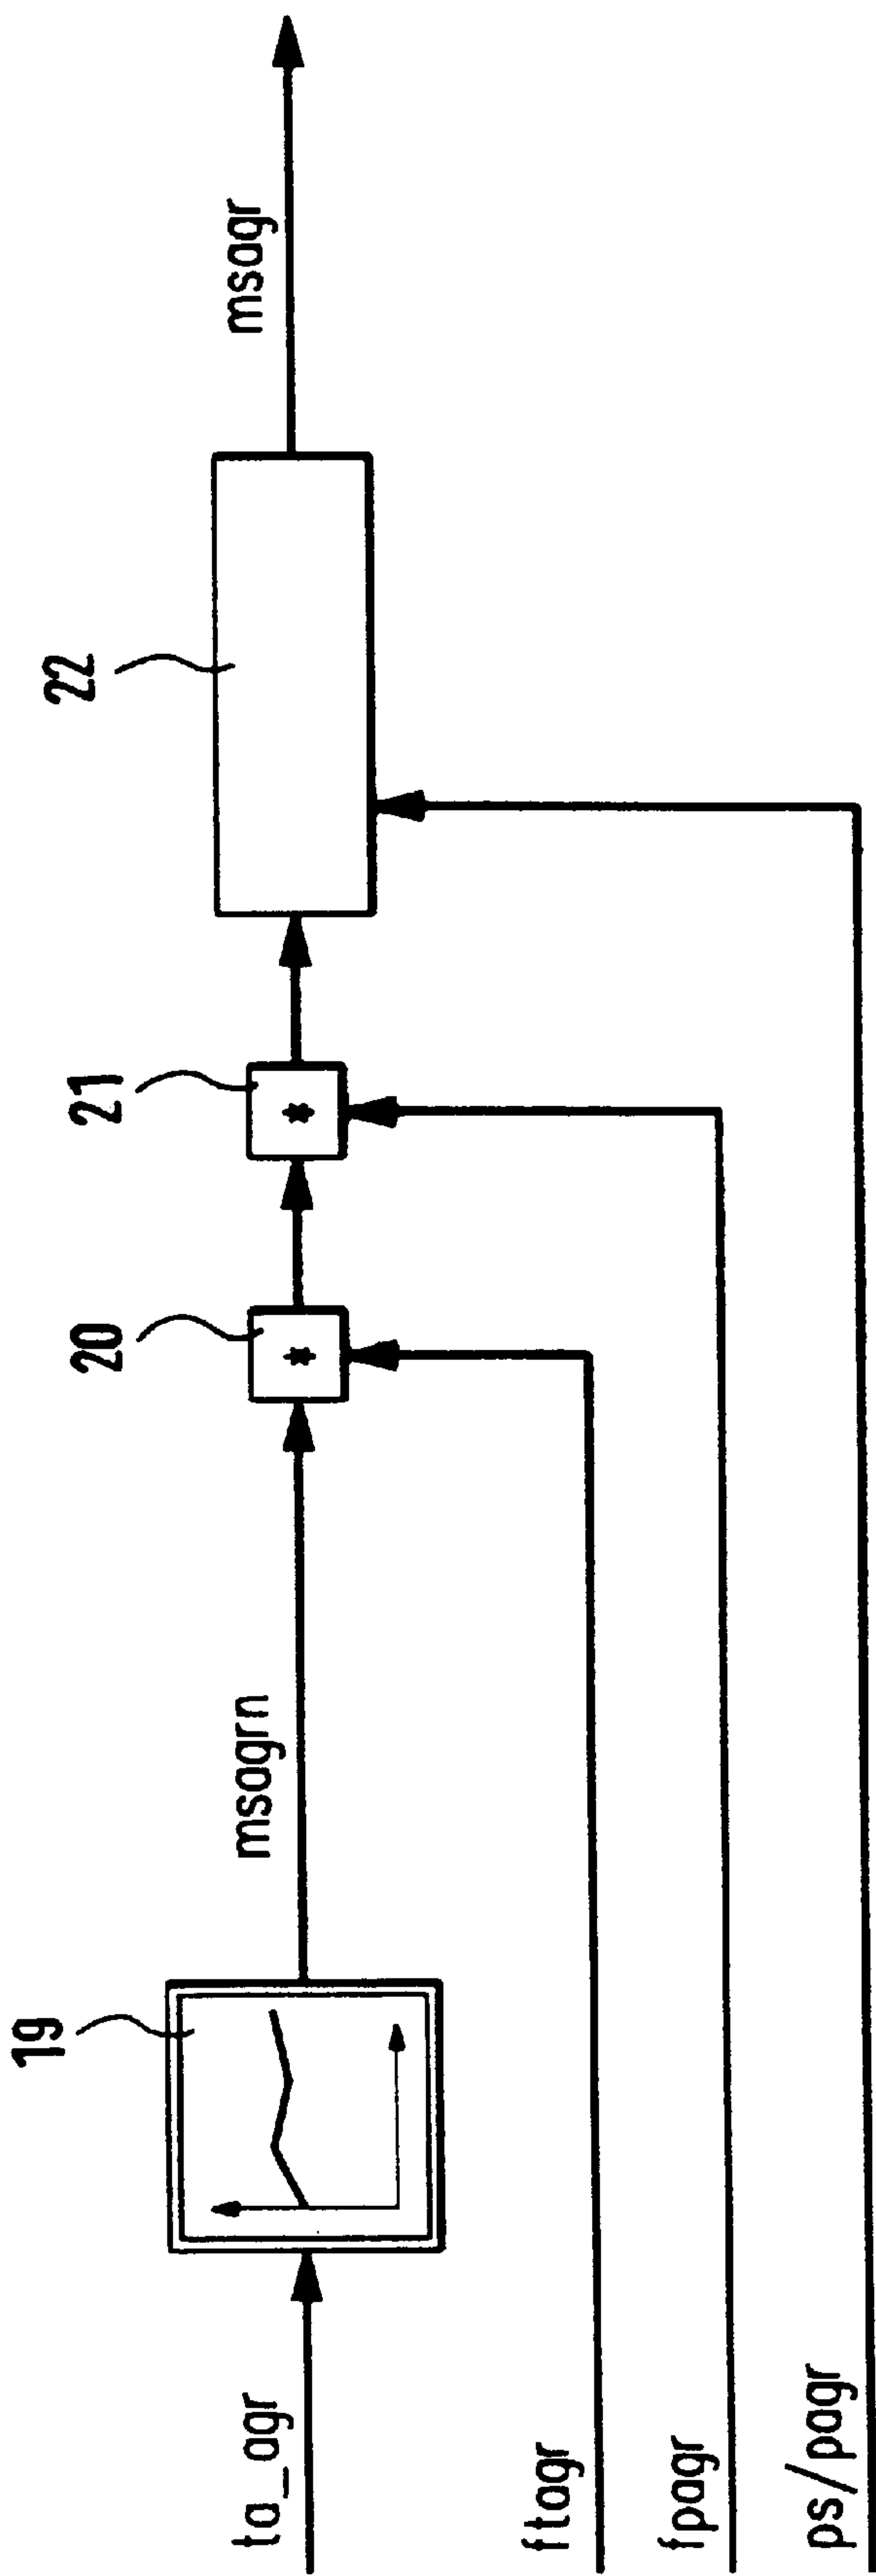 19
20
21
22
ta_agr
msagrn
*
*
msagr
ftagr
fpagr
ps/pagr